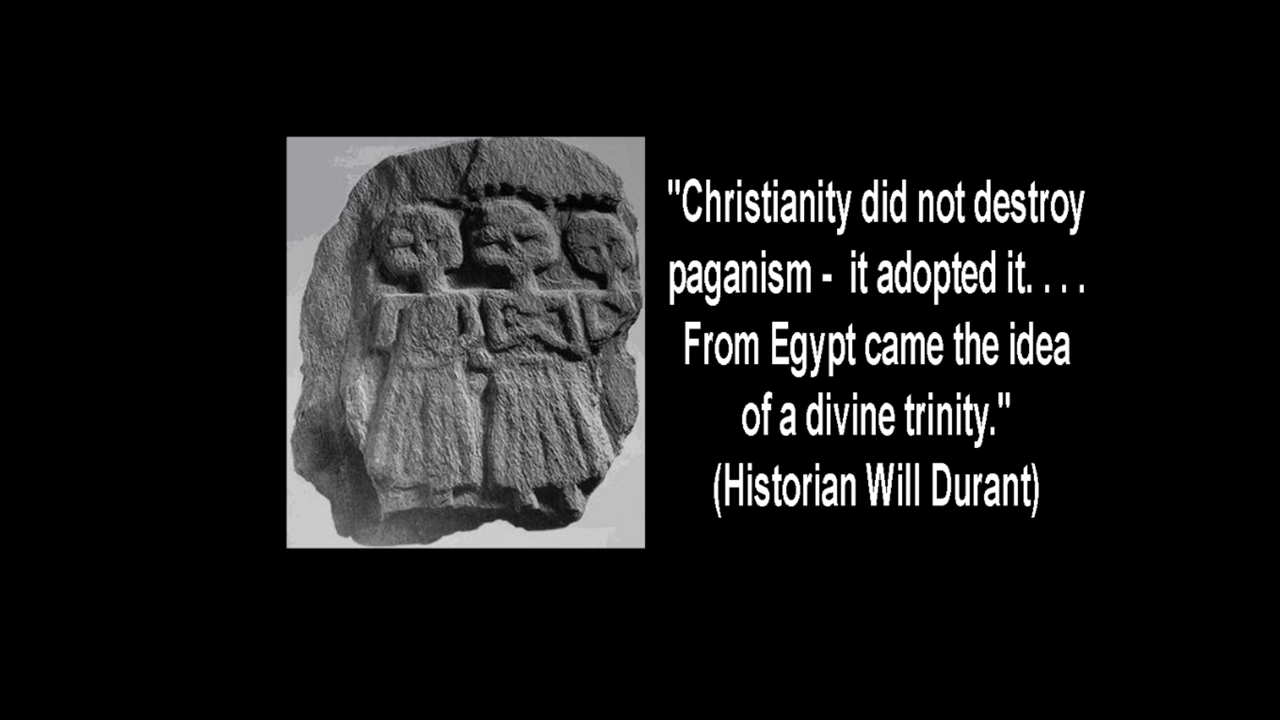 "Christianity did not destroy
paganism - it adopted it. . . .
From Egypt came the idea
of a divine trinity."
(Historian Will Durant)